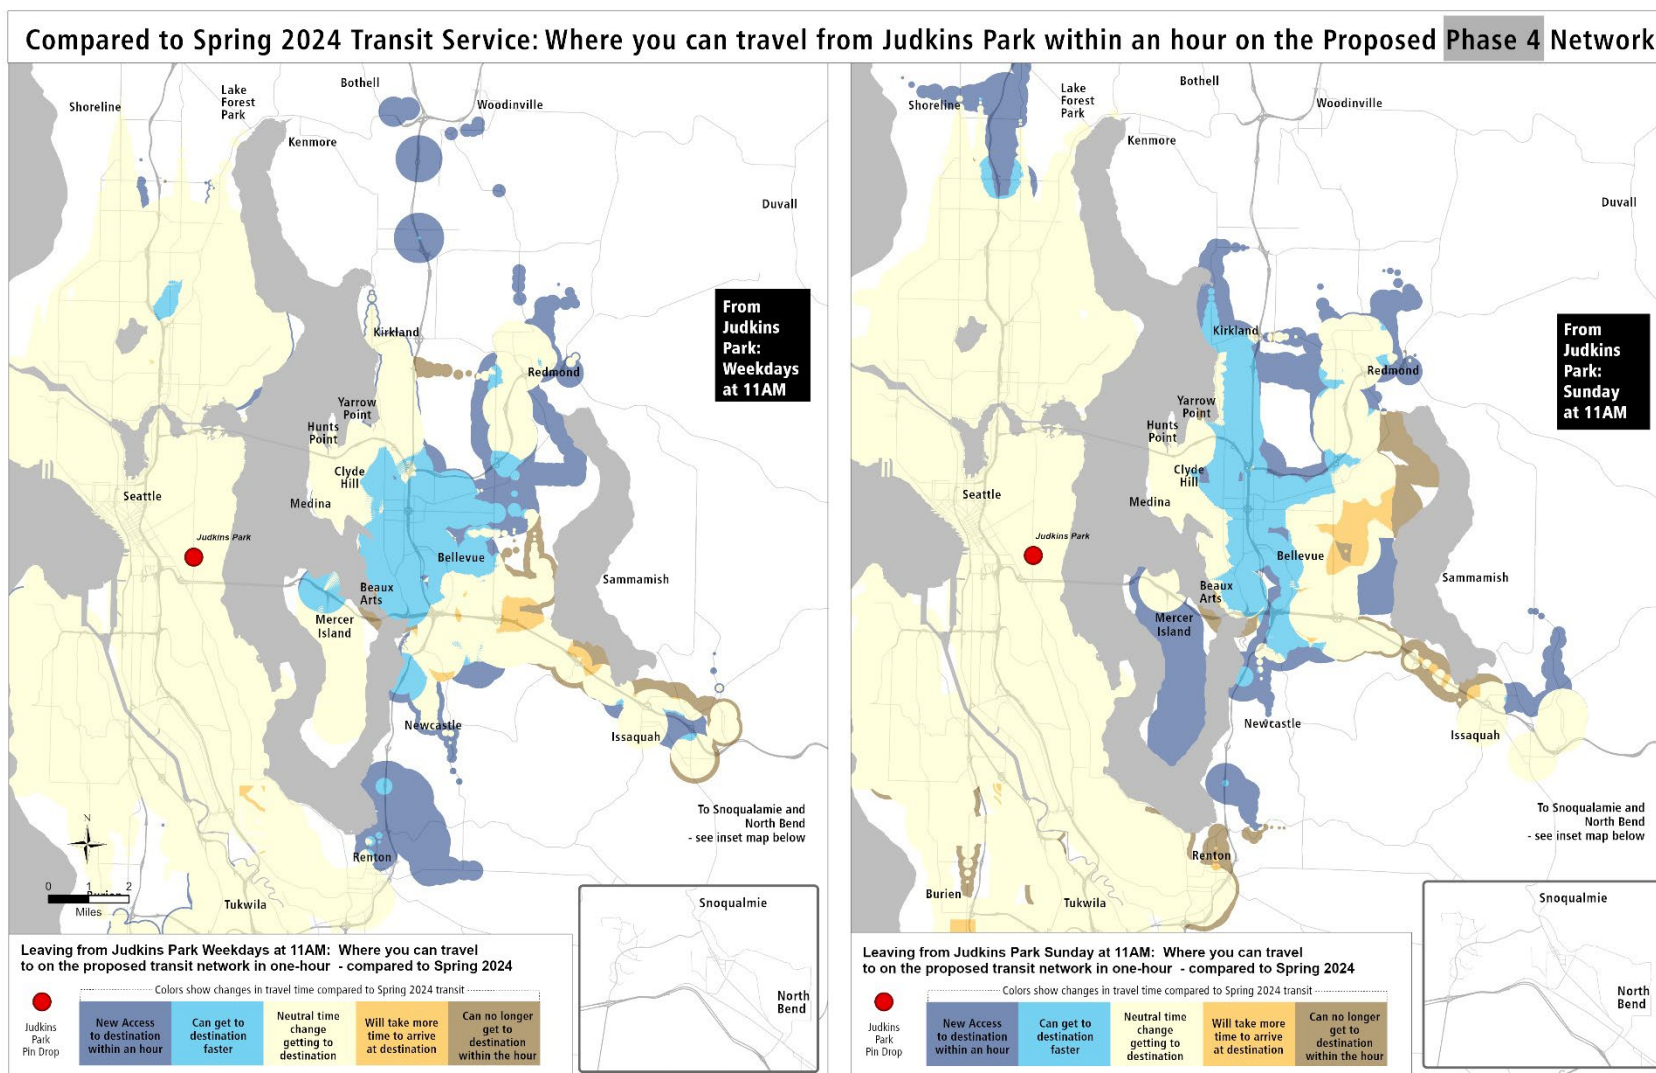 Compared to Spring 2024 Transit Service: Where you can travel from Judkins Park within an hour on the Proposed Phase 4 Network
Shoreline
Lake
Forest
Park
Bothell
Woodinville
Kenmore
Duvall
From
Judkins
Park:
Weekdays
at 11AM
Kirkland
Redmond
Yarrow
Point
Hunts
Point
Clyde
Hill
Medina
Seattle
Judkins Park
Bellevue
Beaux
Arts
Sammamish
Mercer
Island
Newcastle
Issaquah
To Snoqualamie and
North Bend
- see inset map below
N
Renton
0 1 2
Miles
Burien
Tukwila
Snoqualmie
North
Bend
Leaving from Judkins Park Weekdays at 11AM: Where you can travel
to on the proposed transit network in one-hour - compared to Spring 2024
Colors show changes in travel time compared to Spring 2024 transit
Judkins
Park
Pin Drop
New Access
to destination
within an hour
Can get to
destination
faster
Neutral time
change
getting to
destination
Will take more
time to arrive
at destination
Can no longer
get to
destination
within the hour
Shoreline
Lake
Forest
Park
Bothell
Woodinville
Kenmore
Duvall
From
Judkins
Park:
Sunday
at 11AM
Kirkland
Redmond
Yarrow
Point
Hunts
Point
Clyde
Hill
Medina
Seattle
Judkins Park
Bellevue
Beaux
Arts
Sammamish
Mercer
Island
Newcastle
Issaquah
To Snoqualamie and
North Bend
- see inset map below
Renton
Burien
Tukwila
Snoqualmie
North
Bend
Leaving from Judkins Park Sunday at 11AM: Where you can travel
to on the proposed transit network in one-hour - compared to Spring 2024
Colors show changes in travel time compared to Spring 2024 transit
Judkins
Park
Pin Drop
New Access
to destination
within an hour
Can get to
destination
faster
Neutral time
change
getting to
destination
Will take more
time to arrive
at destination
Can no longer
get to
destination
within the hour